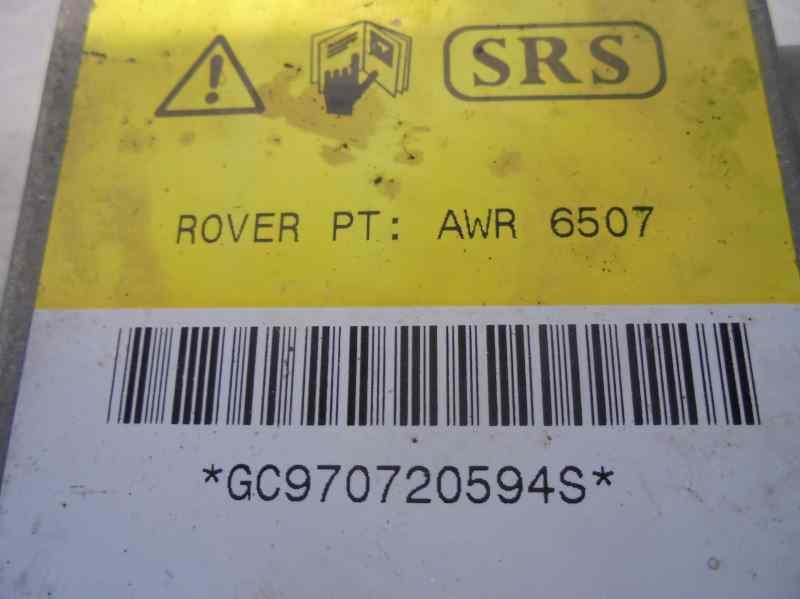 SRS
ROVER PT: AWR 6507
*GC970720594S*